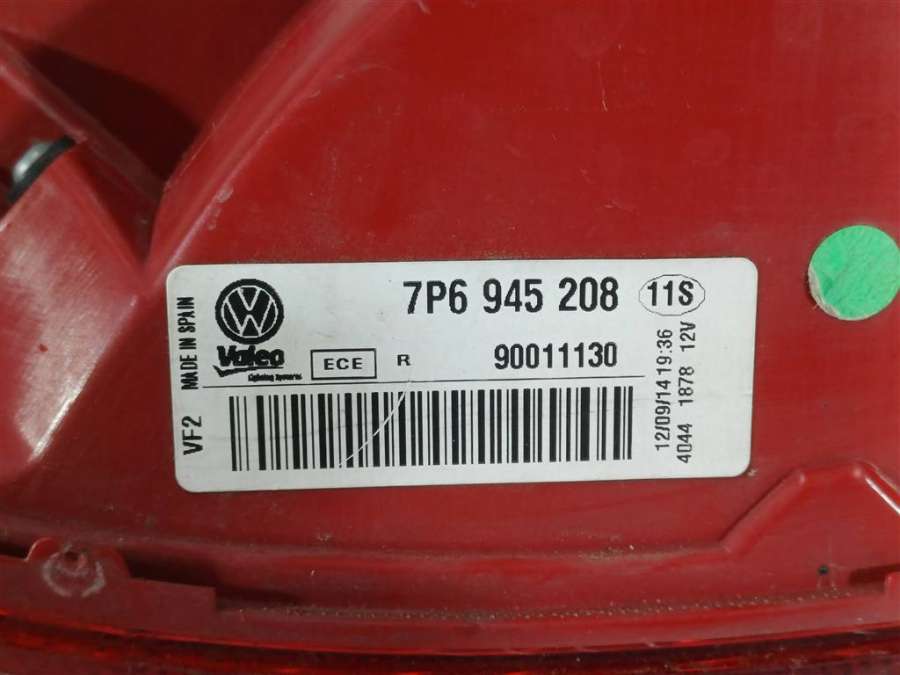 MADE IN SPAIN
VF2
Valeo
Lighting Systems
ECE
R
7P6 945 208
11S
90011130
12/09/14 19:36
4044 1878 12V